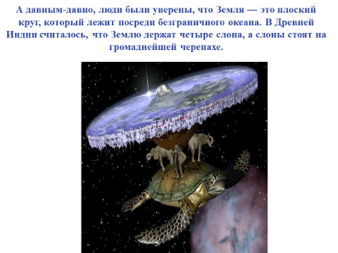 А давным-давно, люди были уверены, что Земля — это плоский
круг, который лежит посреди безграничного океана. В Древней
Индии считалось, что Землю держат четыре слона, а слоны стоят на
громаднейшей черепахе.